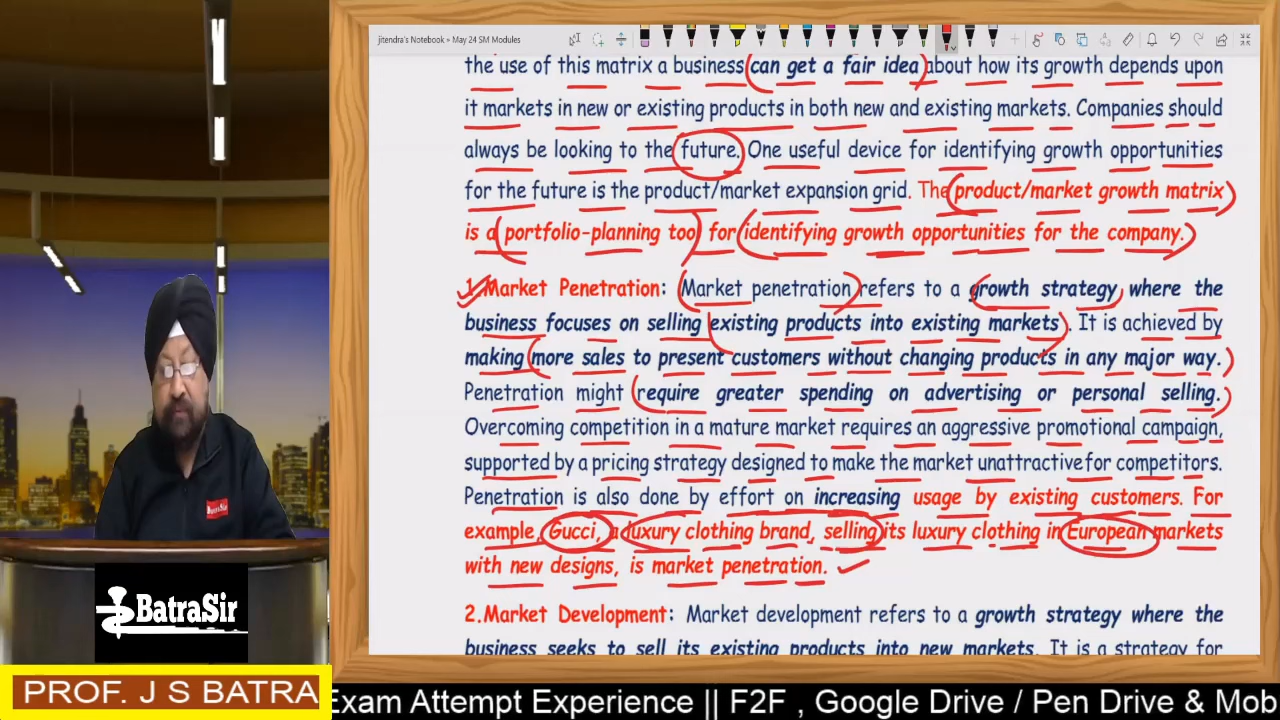 jitendra's Notebook » May 24 SM Modules
the use of this matrix a business can get a fair idea about how its growth depends upon
it markets in new or existing products in both new and existing markets. Companies should
always be looking to the future. One useful device for identifying growth opportunities
for the future is the product/market expansion grid. The product/market growth matrix
is a portfolio-planning too for identifying growth opportunities for the company.
1.Market Penetration: Market penetration refers to a growth strategy where the
business focuses on selling existing products into existing markets. It is achieved by
making more sales to present customers without changing products in any major way.
Penetration might require greater spending on advertising or personal selling.
Overcoming competition in a mature market requires an aggressive promotional campaign,
supported by a pricing strategy designed to make the market unattractive for competitors.
Penetration is also done by effort on increasing usage by existing customers. For
example, Gucci, a luxury clothing brand, selling its luxury clothing in European markets
with new designs, is market penetration.
2.Market Development: Market development refers to a growth strategy where the
business seeks to sell its existing products into new markets. It is a strategy for
BatraSir
BatraSir
PROF. J S BATRA
Exam Attempt Experience || F2F , Google Drive / Pen Drive & Mob